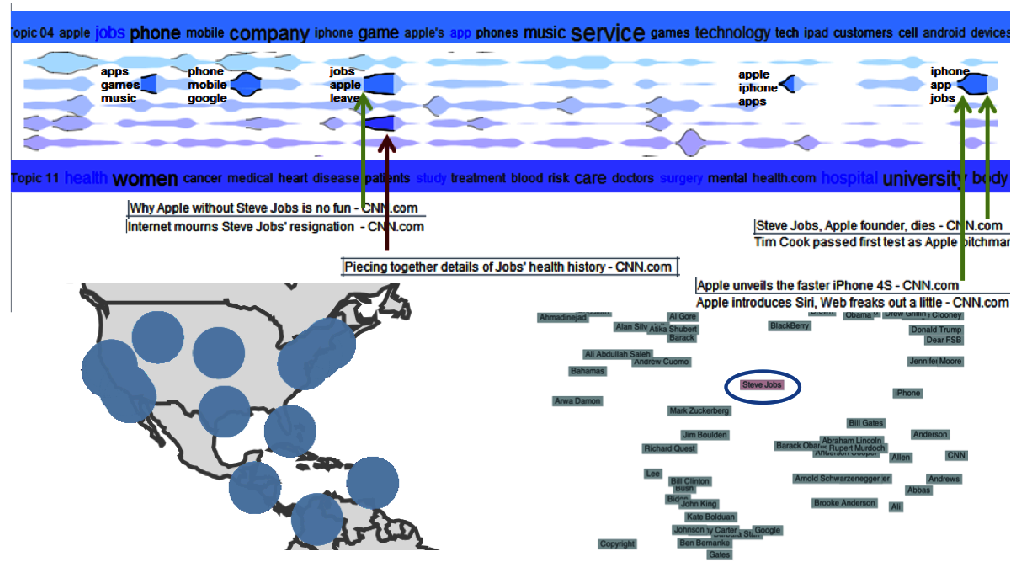 Topic 04 apple jobs phone mobile company iphone game apple's app phones music service games technology tech ipad customers cell android devices
apps
games
music
phone
mobile
google
jobs
apple
leave
apple
iphone
apps
iphone
app
jobs
Topic 11 health women cancer medical heart disease patients study treatment blood risk care doctors surgery mental health.com hospital university body
Why Apple without Steve Jobs is no fun - CNN.com
Internet mourns Steve Jobs' resignation - CNN.com
Steve Jobs, Apple founder, dies - CNN.com
Tim Cook passed first test as Apple pitchman
Piecing together details of Jobs' health history - CNN.com
Apple unveils the faster iPhone 4S - CNN.com
Apple introduces Siri, Web freaks out a little - CNN.com
Ahmadinejad
Al Gore
Shubert
Barack
BlackBerry
Obama
Clooney
Donald Trump
Dear FSB
Ali Abdullah Saleh
Andrew Cuomo
Bahamas
Jennifer Moore
Steve Jobs
iPhone
Arwa Damon
Mark Zuckerberg
Bill Gates
Jim Boulden
Anderson
Richard Quest
Barack
Abraham Lincoln
Rupert Murdoch
Allen
CNN
Lee
Bill Clinton
Arnold Schwarzenegger
Andrews
Abbas
John King
Brooke Anderson
Ali
Kate Bolduan
Johnson
Carter
Google
Copyright
Ben Bernanke
Gates